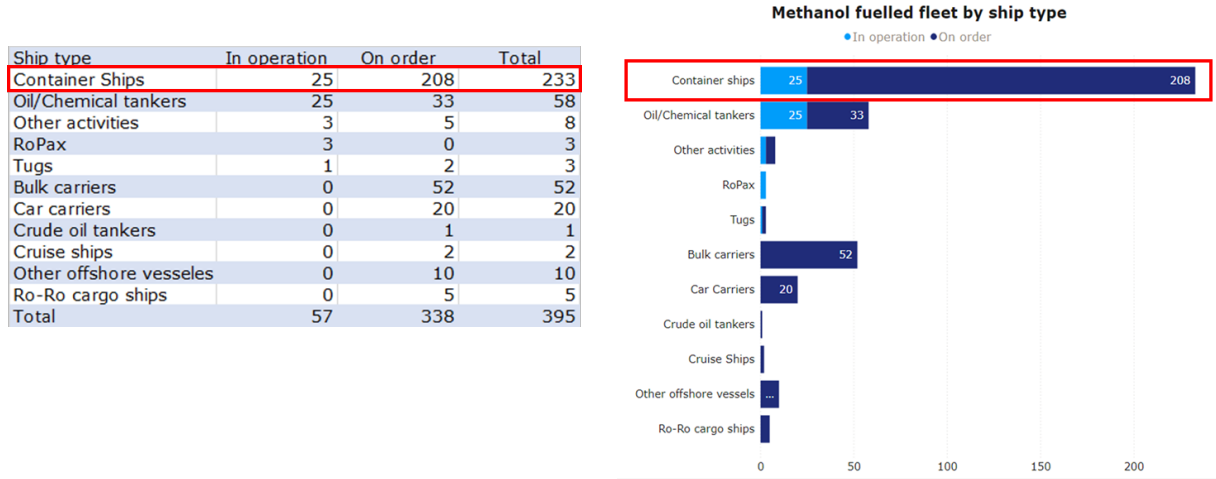 Ship type In operation On order Total
Container Ships 25 208 233
Oil/Chemical tankers 25 33 58
Other activities 3 5 8
RoPax 3 0 3
Tugs 1 2 3
Bulk carriers 0 52 52
Car carriers 0 20 20
Crude oil tankers 0 1 1
Cruise ships 0 2 2
Other offshore vesseles 0 10 10
Ro-Ro cargo ships 0 5 5
Total 57 338 395
Methanol fuelled fleet by ship type
In operation On order
Container ships 25 208
Oil/Chemical tankers 25 33
Other activities
RoPax
Tugs
Bulk carriers 52
Car Carriers 20
Crude oil tankers
Cruise Ships
Other offshore vessels ...
Ro-Ro cargo ships
0 50 100 150 200